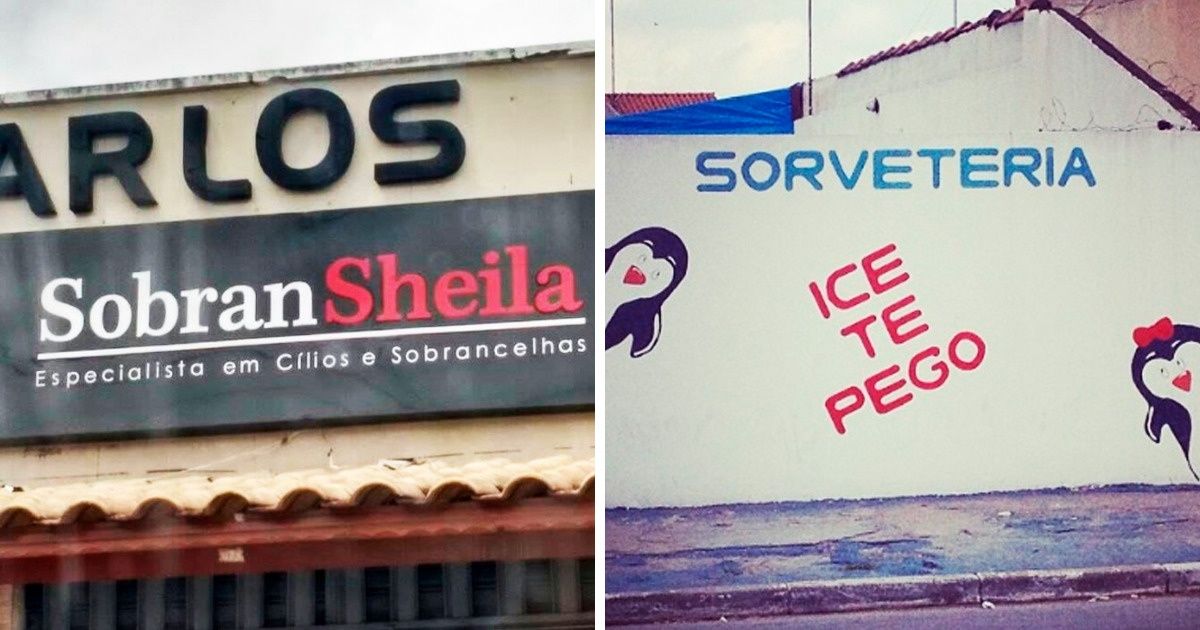 ARLOS
SobranSheila
Especialista em Cílios e Sobrancelhas
SORVETERIA
ICE
TE
PEGO